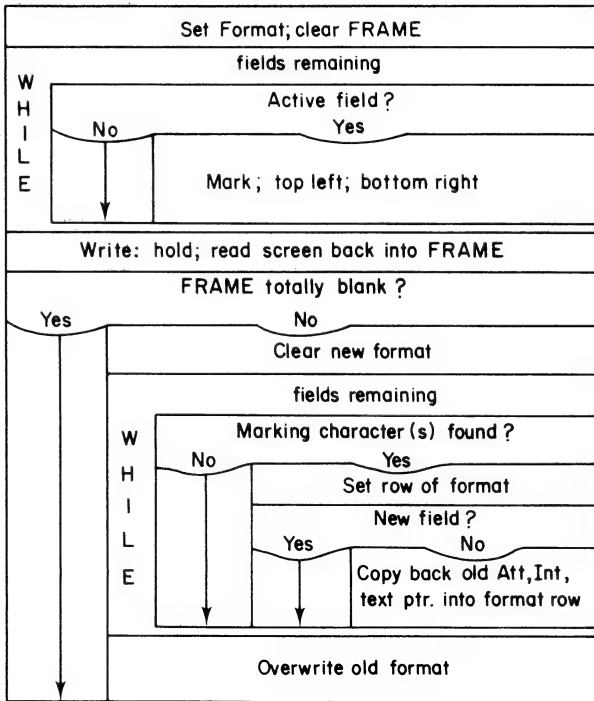 Set Format; clear FRAME
WHILE
fields remaining
Active field?
No
Yes
Mark; top left; bottom right
Write: hold; read screen back into FRAME
FRAME totally blank?
Yes
No
Clear new format
WHILE
fields remaining
Marking character(s) found?
No
Yes
Set row of format
New field?
Yes
No
Copy back old Att,Int,
text ptr. into format row
Overwrite old format